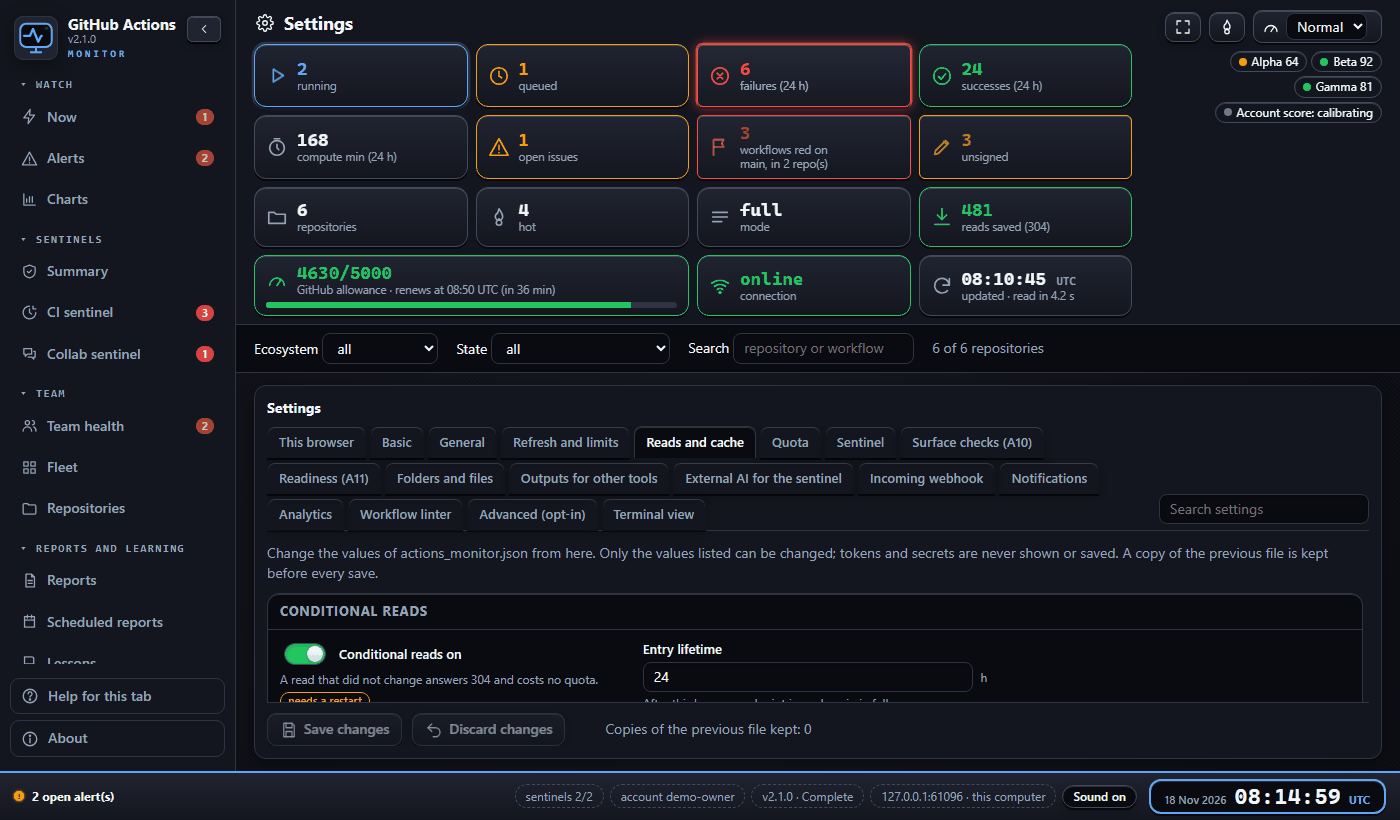 GitHub Actions
v2.1.0
MONITOR
WATCH
Now 1
Alerts 2
Charts
SENTINELS
Summary
CI sentinel 3
Collab sentinel 1
TEAM
Team health 2
Fleet
Repositories
REPORTS AND LEARNING
Reports
Scheduled reports
Lessons
Help for this tab
About
Settings
Normal
Alpha 64
Beta 92
Gamma 81
Account score: calibrating
2
running
1
queued
6
failures (24 h)
24
successes (24 h)
168
compute min (24 h)
1
open issues
3
workflows red on
main, in 2 repo(s)
3
unsigned
6
repositories
4
hot
full
mode
481
reads saved (304)
4630/5000
GitHub allowance · renews at 08:50 UTC (in 36 min)
online
connection
08:10:45 UTC
updated · read in 4.2 s
Ecosystem all State all Search repository or workflow 6 of 6 repositories
Settings
This browser Basic General Refresh and limits Reads and cache Quota Sentinel Surface checks (A10)
Readiness (A11) Folders and files Outputs for other tools External AI for the sentinel Incoming webhook Notifications
Analytics Workflow linter Advanced (opt-in) Terminal view Search settings
Change the values of actions_monitor.json from here. Only the values listed can be changed; tokens and secrets are never shown or saved. A copy of the previous file is kept
before every save.
CONDITIONAL READS
Conditional reads on
A read that did not change answers 304 and costs no quota.
needs a restart
Entry lifetime
24 h
Save changes Discard changes Copies of the previous file kept: 0
2 open alert(s)
sentinels 2/2 account demo-owner v2.1.0 · Complete 127.0.0.1:61096 · this computer Sound on 18 Nov 2026 08:14:59 UTC